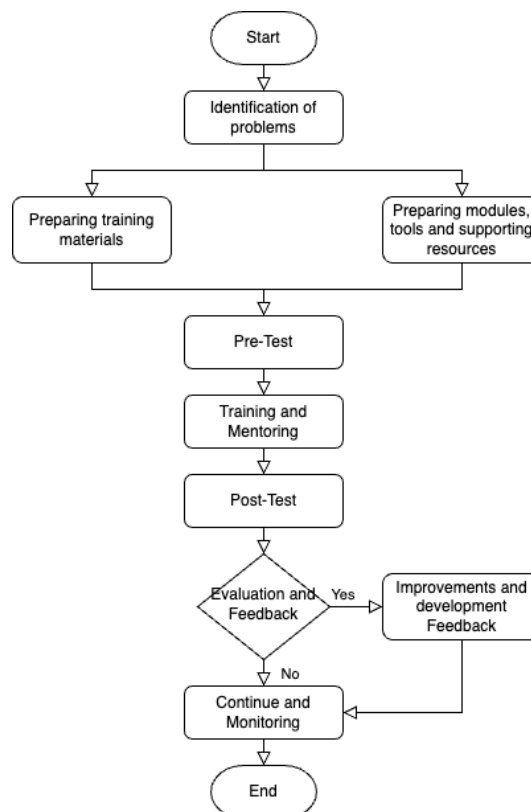 Start
Identification of
problems
Preparing training
materials
Preparing modules,
tools and supporting
resources
Pre-Test
Training and
Mentoring
Post-Test
Evaluation and
Feedback
Yes
Improvements and
development
Feedback
No
Continue and
Monitoring
End